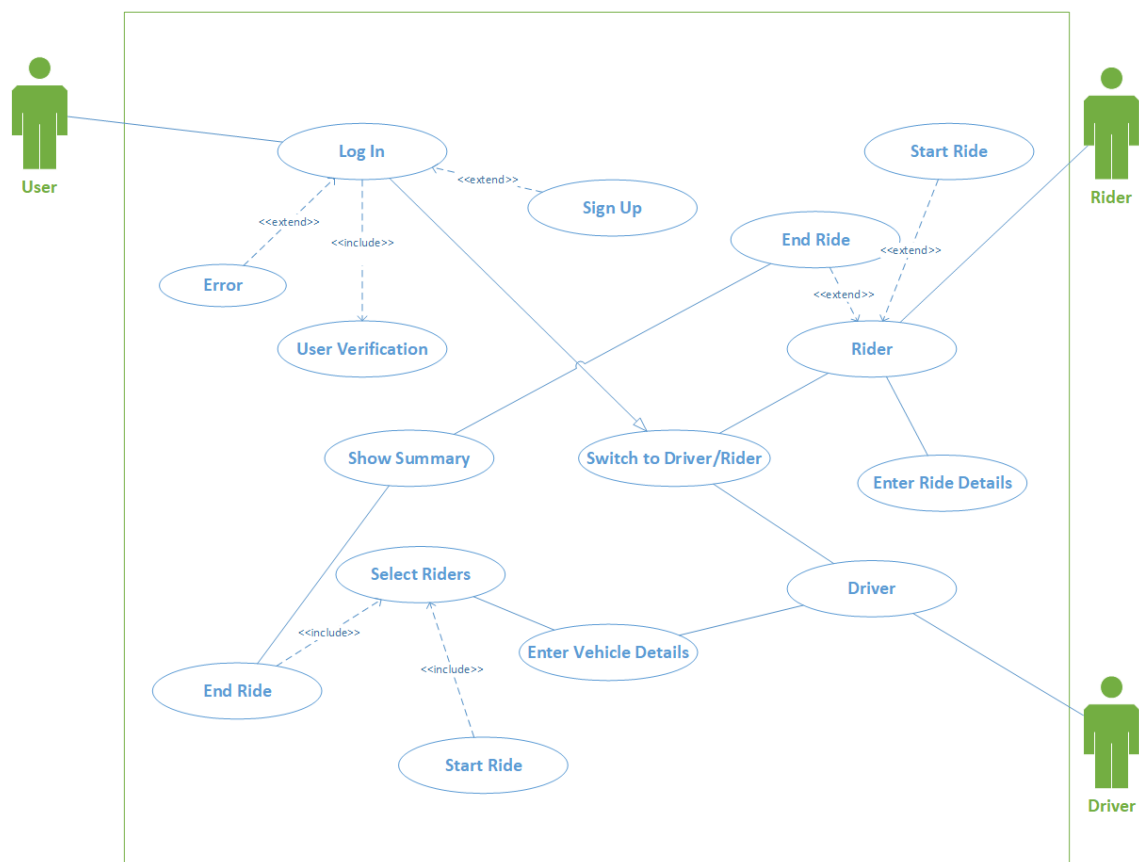 Log In
Start Ride
<<extend>>
User
Rider
Sign Up
<<extend>>
End Ride
<<include>>
<<extend>>
Error
<<extend>>
User Verification
Rider
Show Summary
Switch to Driver/Rider
Enter Ride Details
Select Riders
Driver
<<include>>
Enter Vehicle Details
<<include>>
End Ride
Start Ride
Driver